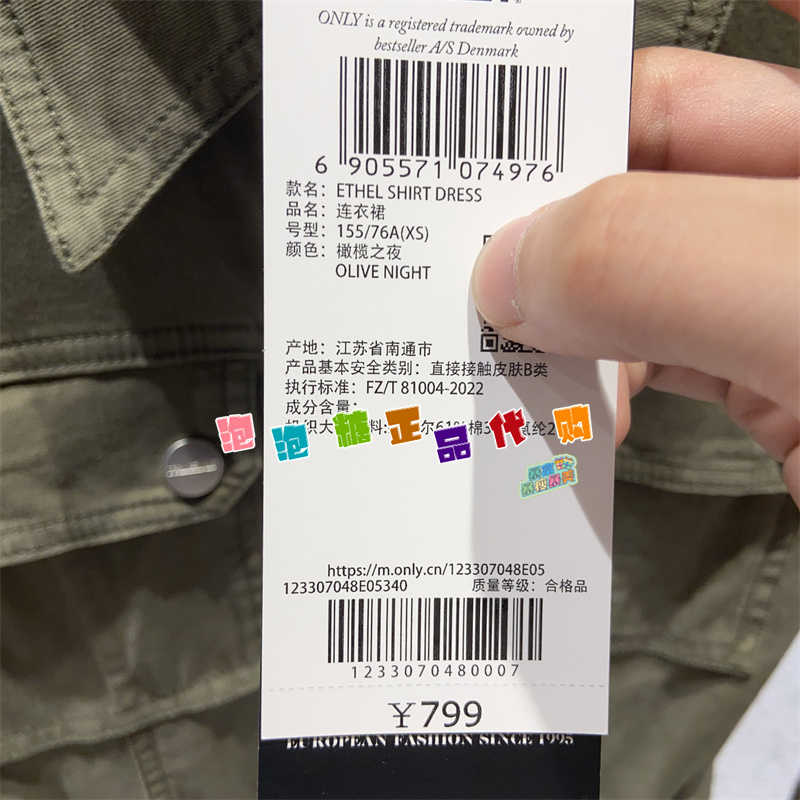 ONLY is a registered trademark owned by
bestseller A/S Denmark
6 905571 074976
款名: ETHEL SHIRT DRESS
品名: 连衣裙
号型: 155/76A(XS)
颜色: 橄榄之夜
OLIVE NIGHT
产地: 江苏省南通市
产品基本安全类别: 直接接触皮肤B类
执行标准: FZ/T 81004-2022
成分含量:
泡泡糖正品代购
https://m.only.cn/123307048E05
123307048E05340 质量等级: 合格品
1233070480007
¥799
EUROPEAN FASHION SINCE 1995